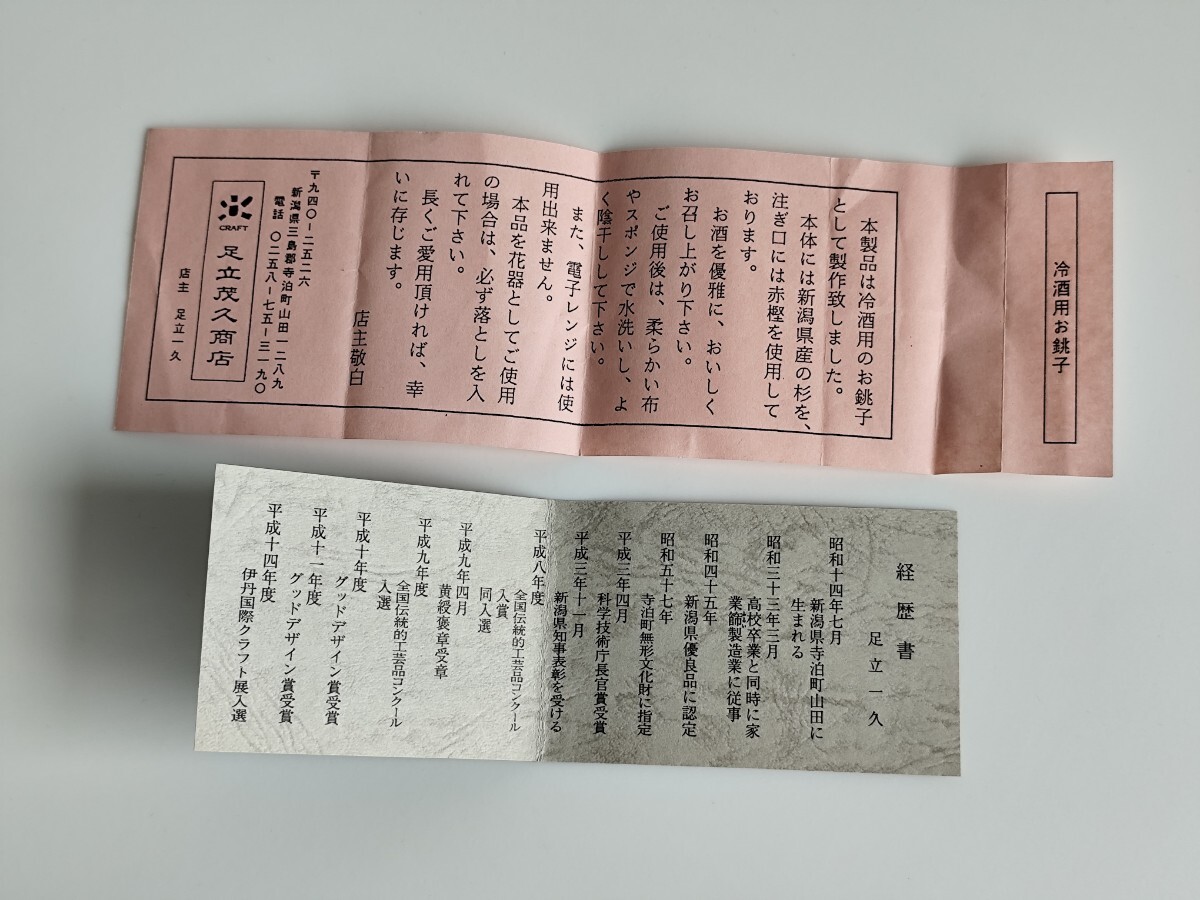 冷酒用お銚子
本製品は冷酒用のお銚子
として製作致しました。
本体には新潟県産の杉を、
注ぎ口には赤樫を使用して
おります。
お酒を優雅に、おいしく
お召し上がり下さい。
ご使用後は、柔らかい布
やスポンジで水洗いし、よ
く陰干しして下さい。
また、電子レンジには使
用出来ません。
本品を花器としてご使用
の場合は、必ず落としを入
れて下さい。
長くご愛用頂ければ、幸
いに存じます。
店主敬白
〒九四〇ー二五二六
新潟県三島郡寺泊町山田一二八九
電話 〇二五八ー七五ー三一九〇
CRAFT
足立茂久商店
店主 足立一久
経歴書
足立一久
昭和十四年七月
新潟県寺泊町山田に
生まれる
昭和三十三年三月
高校卒業と同時に家
業篩製造業に従事
昭和四十五年
新潟県優良品に認定
昭和五十七年
寺泊町無形文化財に指定
平成三年四月
科学技術庁長官賞受賞
平成三年十一月
新潟県知事表彰を受ける
平成八年度
全国伝統的工芸品コンクール
入賞
同入選
平成九年四月
黄綬褒章受章
平成九年度
全国伝統的工芸品コンクール
入選
平成十年度
グッドデザイン賞受賞
平成十一年度
グッドデザイン賞受賞
平成十四年度
伊丹国際クラフト展入選